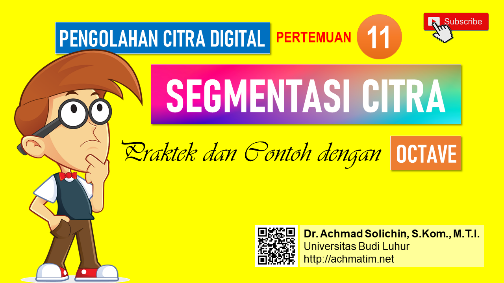 PENGOLAHAN CITRA DIGITAL PERTEMUAN 11
Subscribe
SEGMENTASI CITRA
Praktek dan Contoh dengan OCTAVE
Dr. Achmad Solichin, S.Kom., M.T.I.
Universitas Budi Luhur
http://achmatim.net